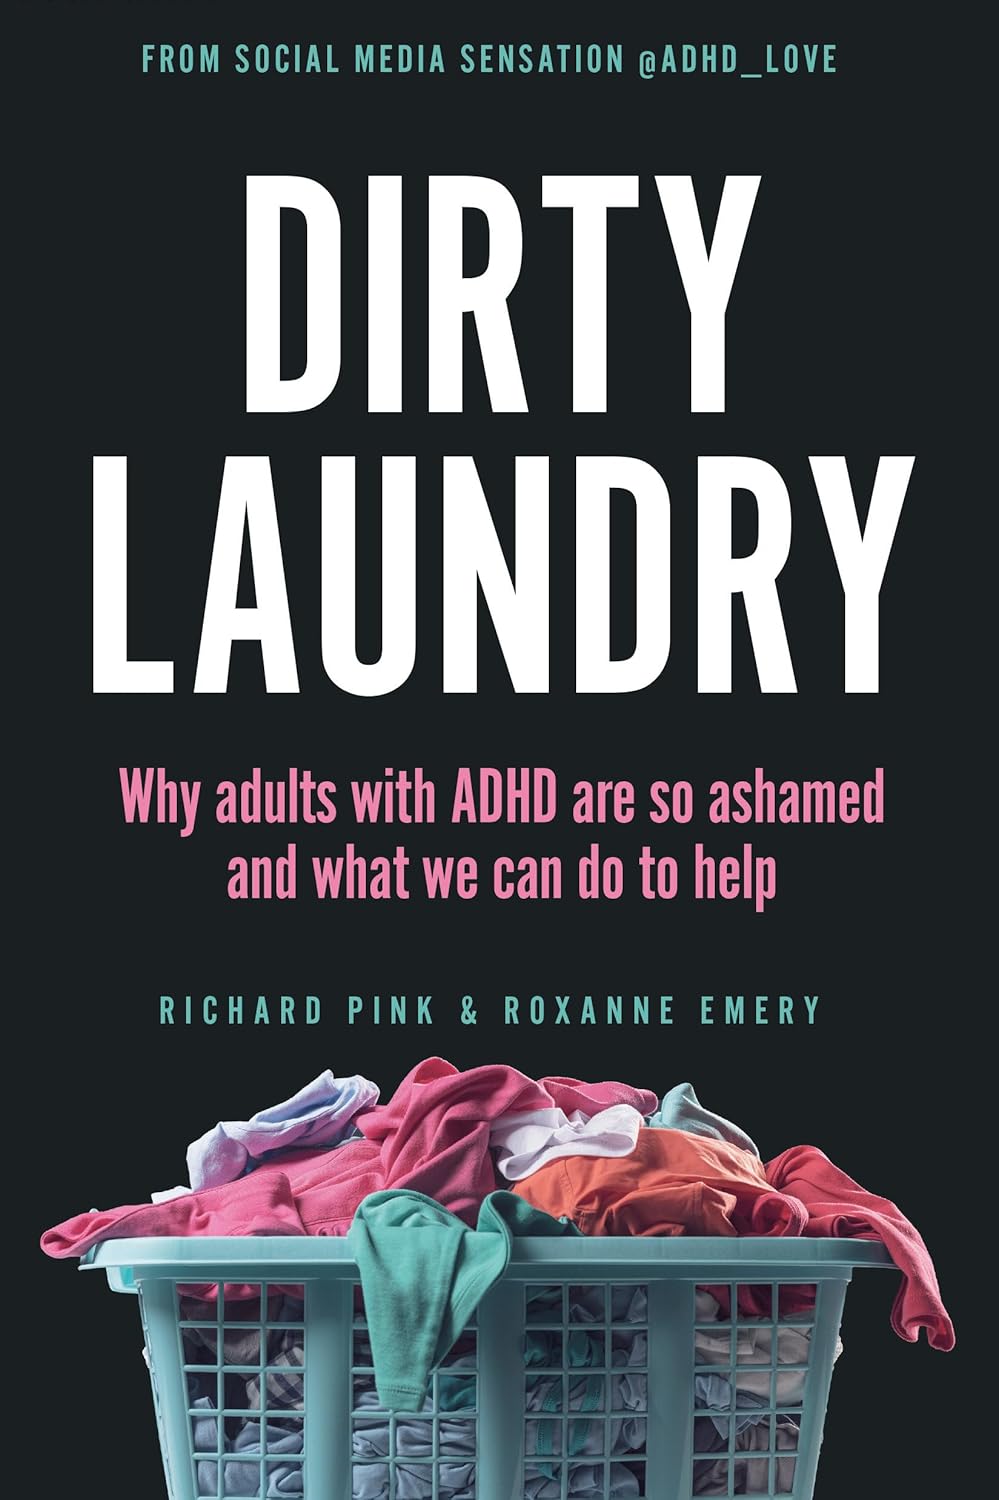 FROM SOCIAL MEDIA SENSATION @ADHD_LOVE
DIRTY
LAUNDRY
Why adults with ADHD are so ashamed
and what we can do to help
RICHARD PINK & ROXANNE EMERY